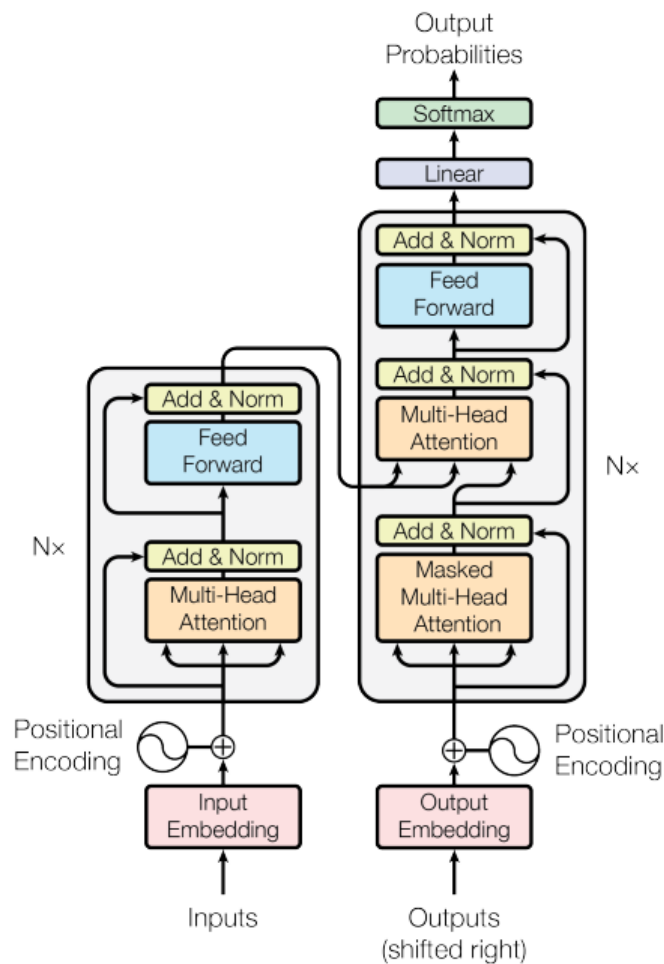 Output
Probabilities
Softmax
Linear
Add & Norm
Feed
Forward
Add & Norm
Multi-Head
Attention
Add & Norm
Masked
Multi-Head
Attention
Nx
Add & Norm
Feed
Forward
Add & Norm
Multi-Head
Attention
Nx
Positional
Encoding
Positional
Encoding
Input
Embedding
Output
Embedding
Inputs
Outputs
(shifted right)